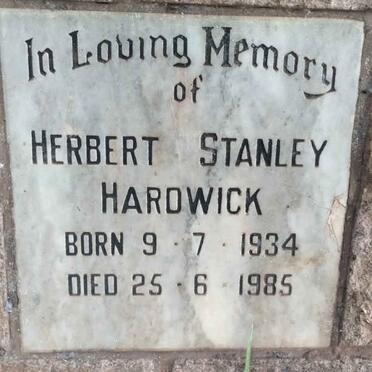 In Loving Memory
of
HERBERT STANLEY
HARDWICK
BORN 9 · 7 · 1934
DIED 25 · 6 · 1985